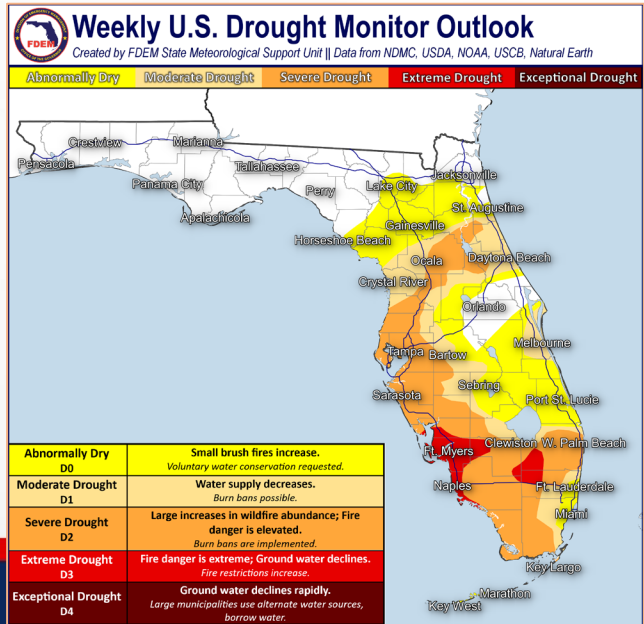 FDEM
Weekly U.S. Drought Monitor Outlook
Created by FDEM State Meteorological Support Unit || Data from NDMC, USDA, NOAA, USCB, Natural Earth
Abnormally Dry Moderate Drought Severe Drought Extreme Drought Exceptional Drought
Crestview
Marianna
Pensacola
Tallahassee
Panama City
Perry
Apalachicola
Lake City
Jacksonville
St. Augustine
Gainesville
Horseshoe Beach
Ocala
Daytona Beach
Crystal River
Orlando
Tampa
Bartow
Melbourne
Sebring
Sarasota
Port St. Lucie
Clewiston
W. Palm Beach
Ft. Myers
Naples
Ft. Lauderdale
Miami
Key Largo
Marathon
Key West
Abnormally Dry
D0
Small brush fires increase.
Voluntary water conservation requested.
Moderate Drought
D1
Water supply decreases.
Burn bans possible.
Severe Drought
D2
Large increases in wildfire abundance; Fire
danger is elevated.
Burn bans are implemented.
Extreme Drought
D3
Fire danger is extreme; Ground water declines.
Fire restrictions increase.
Exceptional Drought
D4
Ground water declines rapidly.
Large municipalities use alternate water sources,
borrow water.